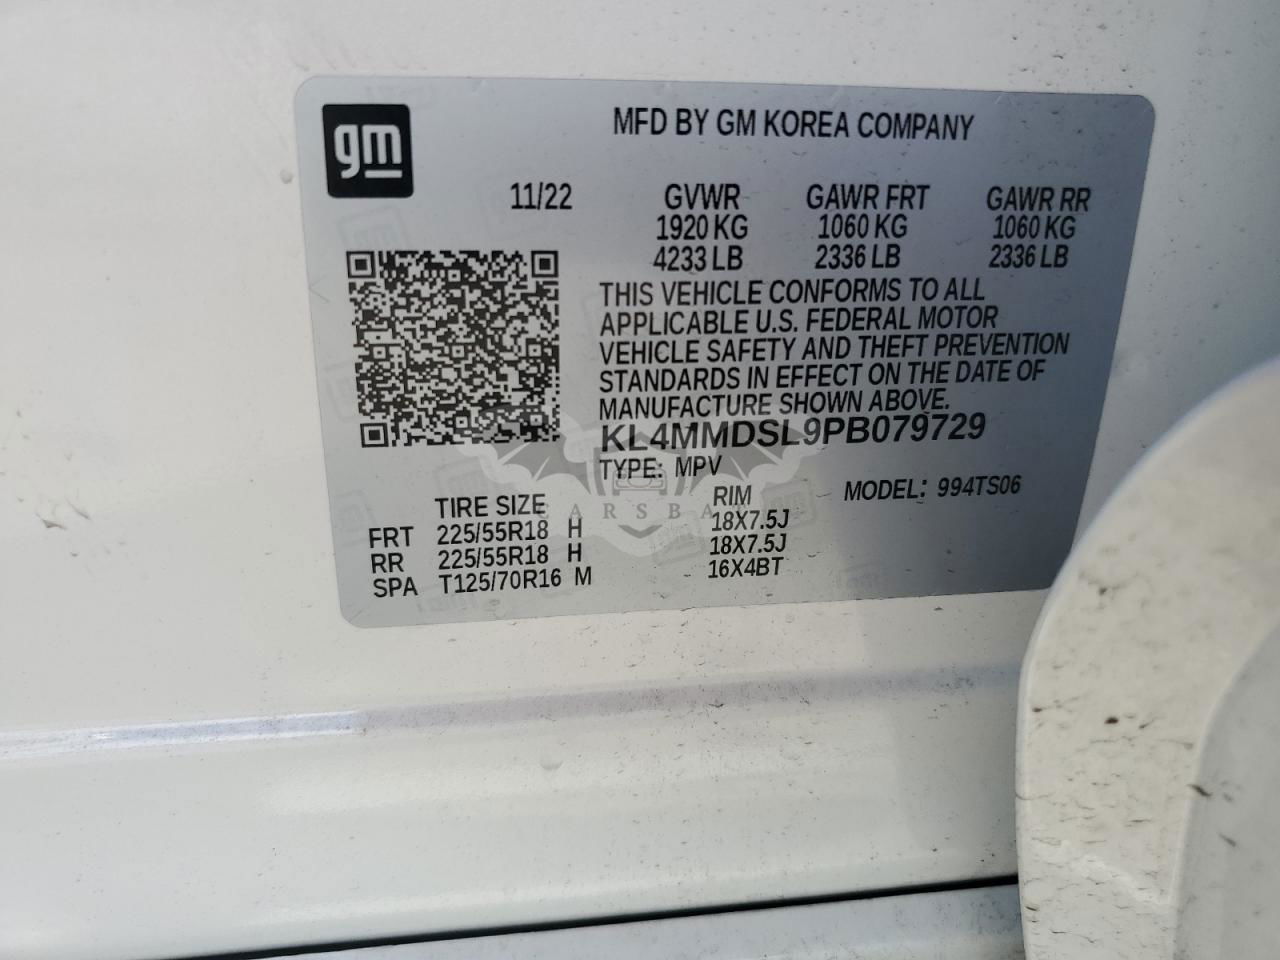 gm
MFD BY GM KOREA COMPANY
11/22 GVWR GAWR FRT GAWR RR
1920 KG 1060 KG 1060 KG
4233 LB 2336 LB 2336 LB
THIS VEHICLE CONFORMS TO ALL
APPLICABLE U.S. FEDERAL MOTOR
VEHICLE SAFETY AND THEFT PREVENTION
STANDARDS IN EFFECT ON THE DATE OF
MANUFACTURE SHOWN ABOVE.
KL4MMDSL9PB079729
TYPE: MPV
MODEL: 994TS06
TIRE SIZE RIM
FRT 225/55R18 H 18X7.5J
RR 225/55R18 H 18X7.5J
SPA T125/70R16 M 16X4BT
CARSBAT